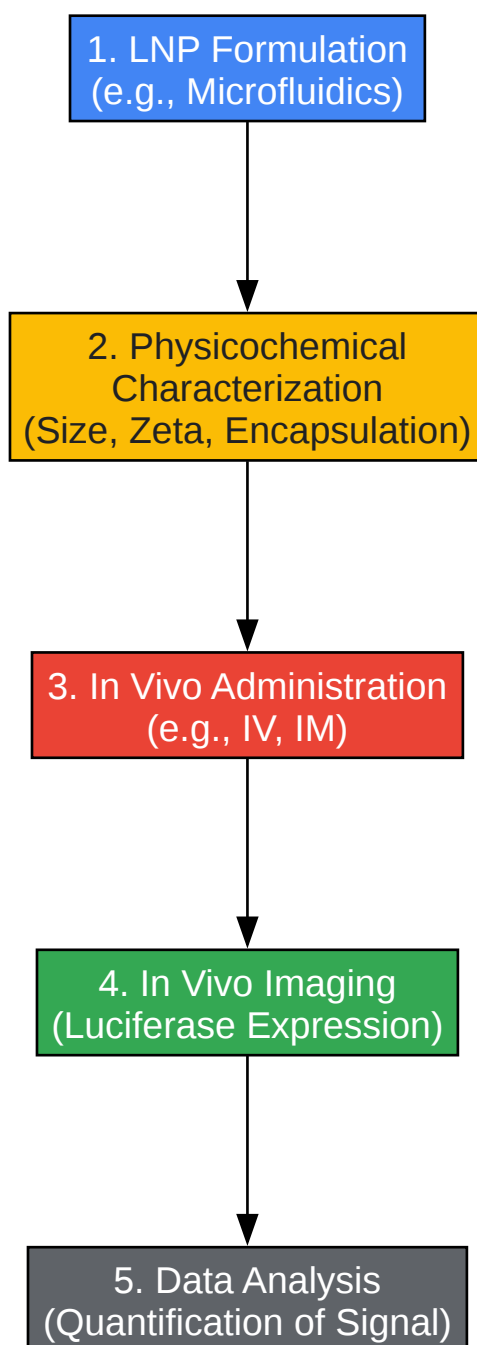 1. LNP Formulation
(e.g., Microfluidics)
2. Physicochemical
Characterization
(Size, Zeta, Encapsulation)
3. In Vivo Administration
(e.g., IV, IM)
4. In Vivo Imaging
(Luciferase Expression)
5. Data Analysis
(Quantification of Signal)